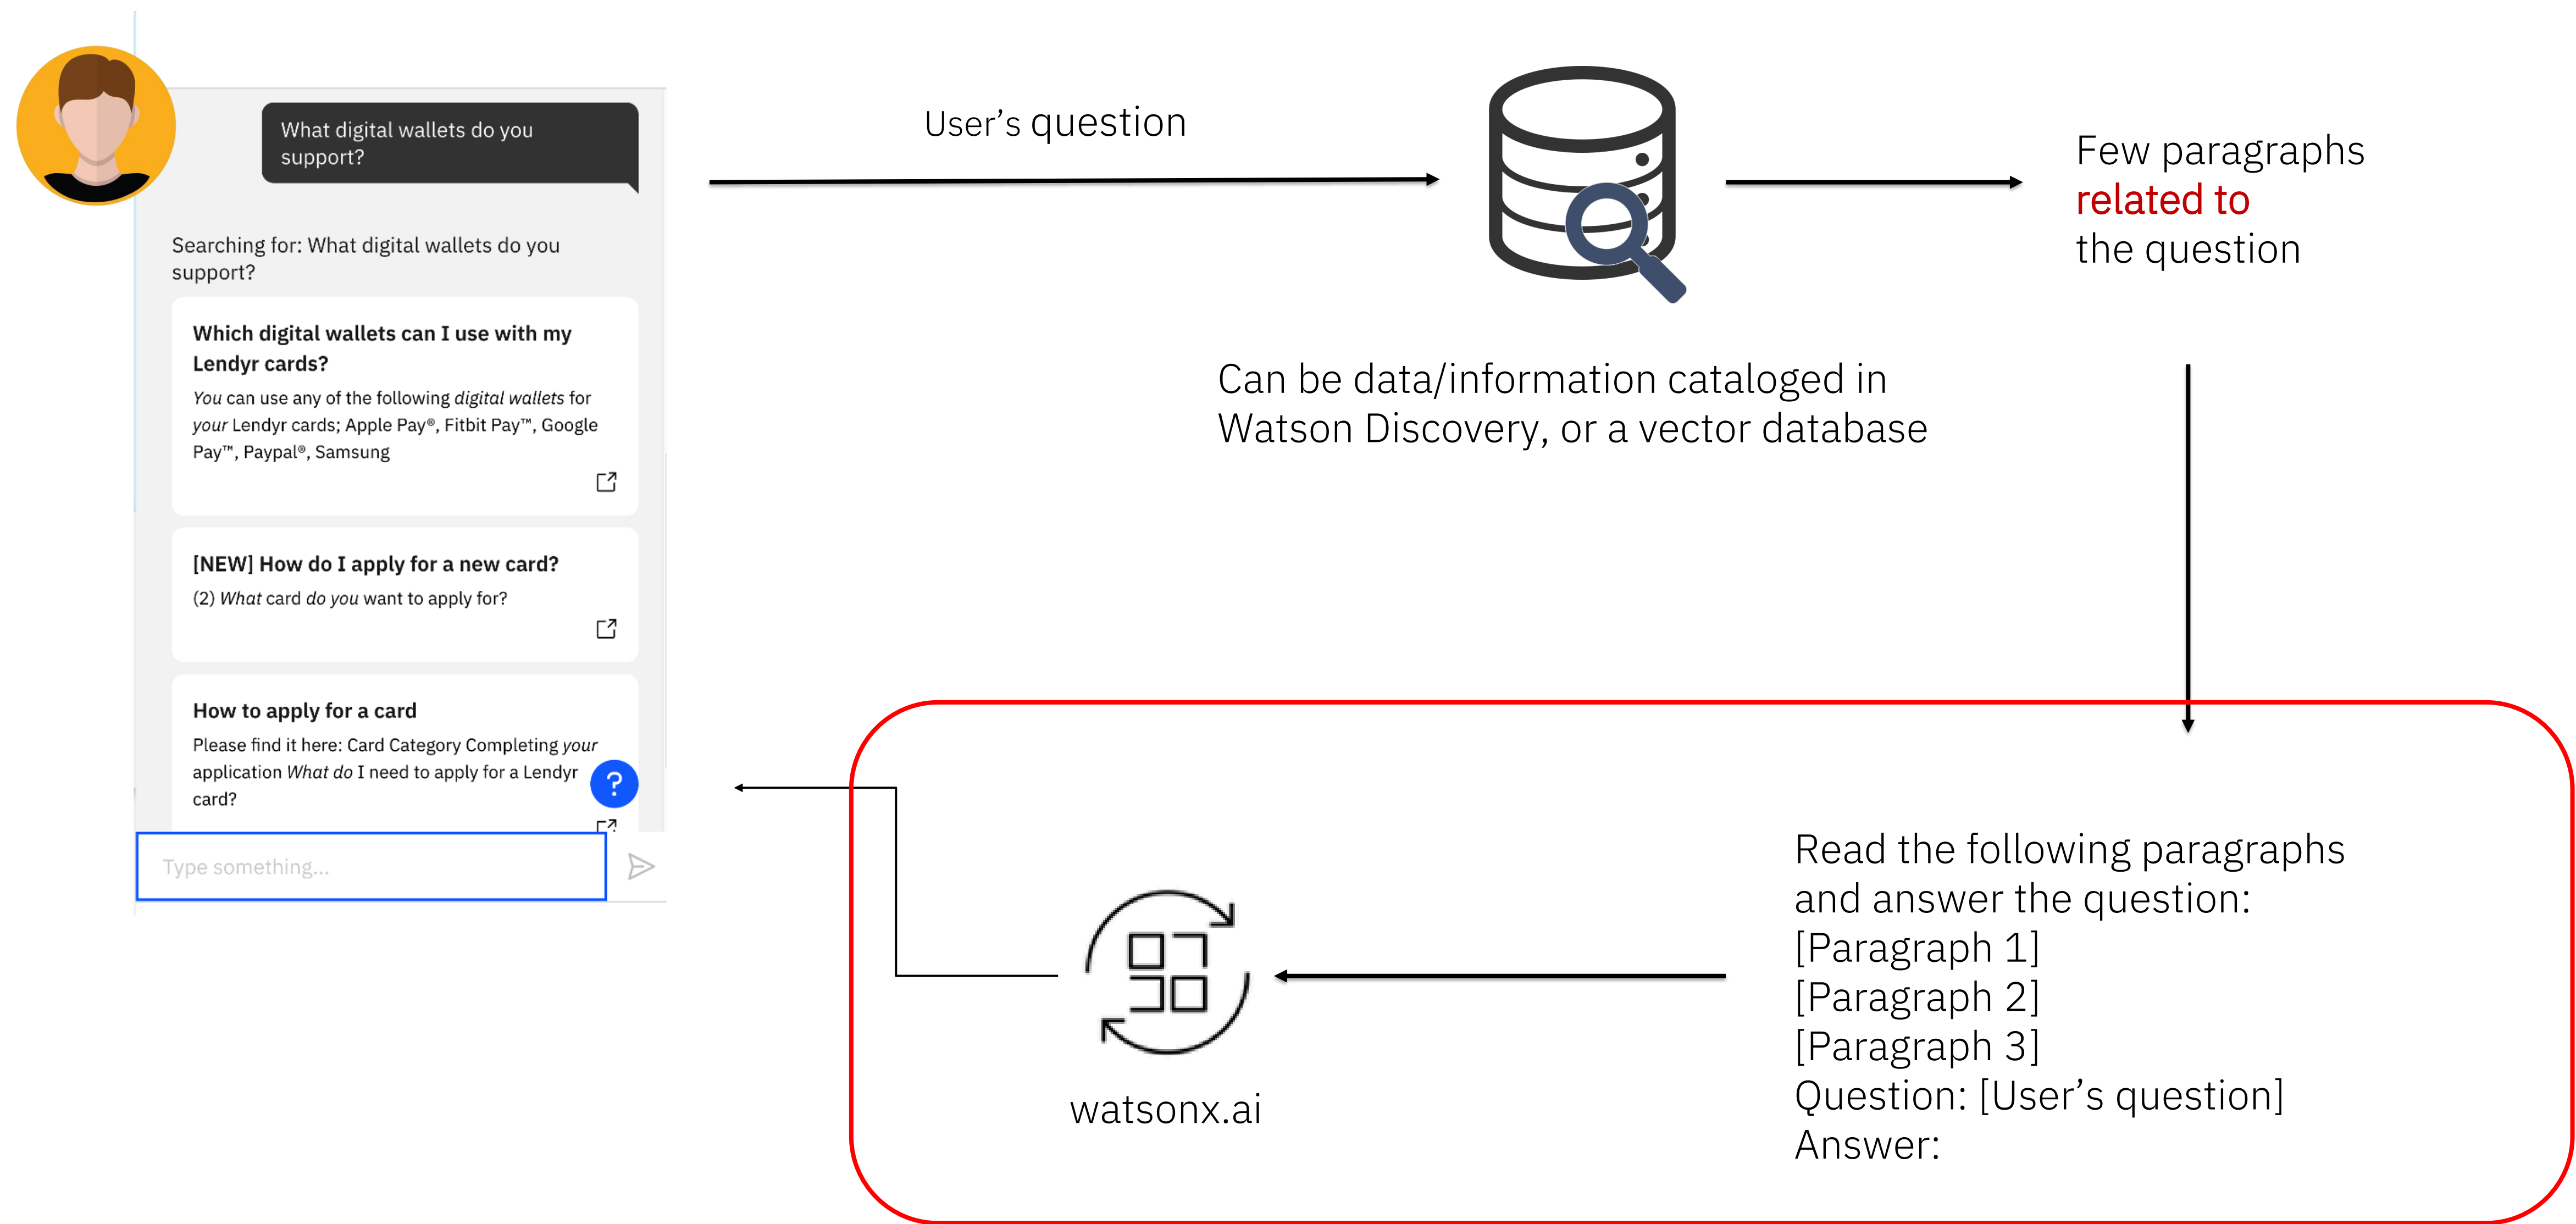 What digital wallets do you
support?
Searching for: What digital wallets do you
support?
Which digital wallets can I use with my
Lendyr cards?
You can use any of the following digital wallets for
your Lendyr cards; Apple Pay®, Fitbit Pay™, Google
Pay™, Paypal®, Samsung
[NEW] How do I apply for a new card?
(2) What card do you want to apply for?
How to apply for a card
Please find it here: Card Category Completing your
application What do I need to apply for a Lendyr
card?
?
Type something...
User’s question
Can be data/information cataloged in
Watson Discovery, or a vector database
Few paragraphs
related to
the question
Read the following paragraphs
and answer the question:
[Paragraph 1]
[Paragraph 2]
[Paragraph 3]
Question: [User’s question]
Answer:
watsonx.ai